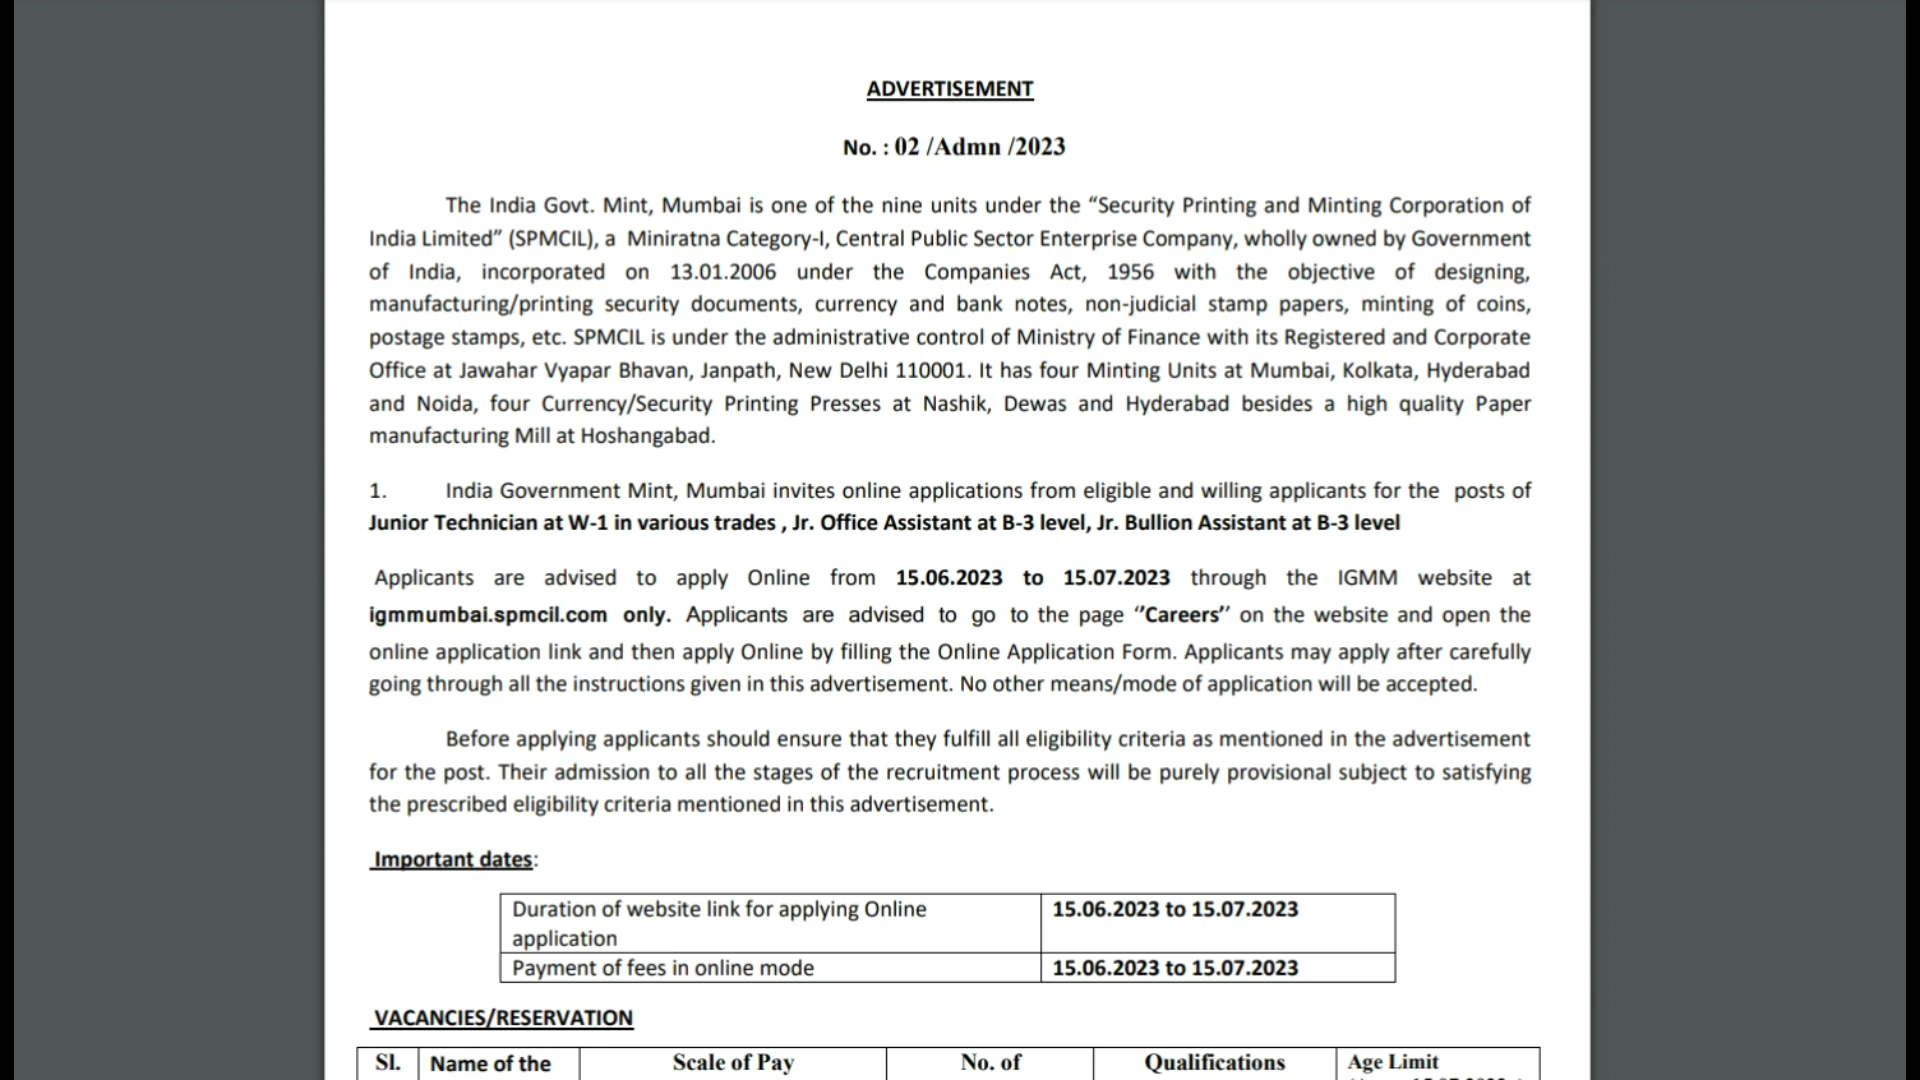 ADVERTISEMENT
No. : 02 /Admn /2023
The India Govt. Mint, Mumbai is one of the nine units under the “Security Printing and Minting Corporation of
India Limited” (SPMCIL), a Miniratna Category-I, Central Public Sector Enterprise Company, wholly owned by Government
of India, incorporated on 13.01.2006 under the Companies Act, 1956 with the objective of designing,
manufacturing/printing security documents, currency and bank notes, non-judicial stamp papers, minting of coins,
postage stamps, etc. SPMCIL is under the administrative control of Ministry of Finance with its Registered and Corporate
Office at Jawahar Vyapar Bhavan, Janpath, New Delhi 110001. It has four Minting Units at Mumbai, Kolkata, Hyderabad
and Noida, four Currency/Security Printing Presses at Nashik, Dewas and Hyderabad besides a high quality Paper
manufacturing Mill at Hoshangabad.
1. India Government Mint, Mumbai invites online applications from eligible and willing applicants for the posts of
Junior Technician at W-1 in various trades , Jr. Office Assistant at B-3 level, Jr. Bullion Assistant at B-3 level
Applicants are advised to apply Online from 15.06.2023 to 15.07.2023 through the IGMM website at
igmmumbai.spmcil.com only. Applicants are advised to go to the page ‘’Careers’’ on the website and open the
online application link and then apply Online by filling the Online Application Form. Applicants may apply after carefully
going through all the instructions given in this advertisement. No other means/mode of application will be accepted.
Before applying applicants should ensure that they fulfill all eligibility criteria as mentioned in the advertisement
for the post. Their admission to all the stages of the recruitment process will be purely provisional subject to satisfying
the prescribed eligibility criteria mentioned in this advertisement.
Important dates:
Duration of website link for applying Online 15.06.2023 to 15.07.2023
application
Payment of fees in online mode 15.06.2023 to 15.07.2023
VACANCIES/RESERVATION
Sl. Name of the Scale of Pay No. of Qualifications Age Limit